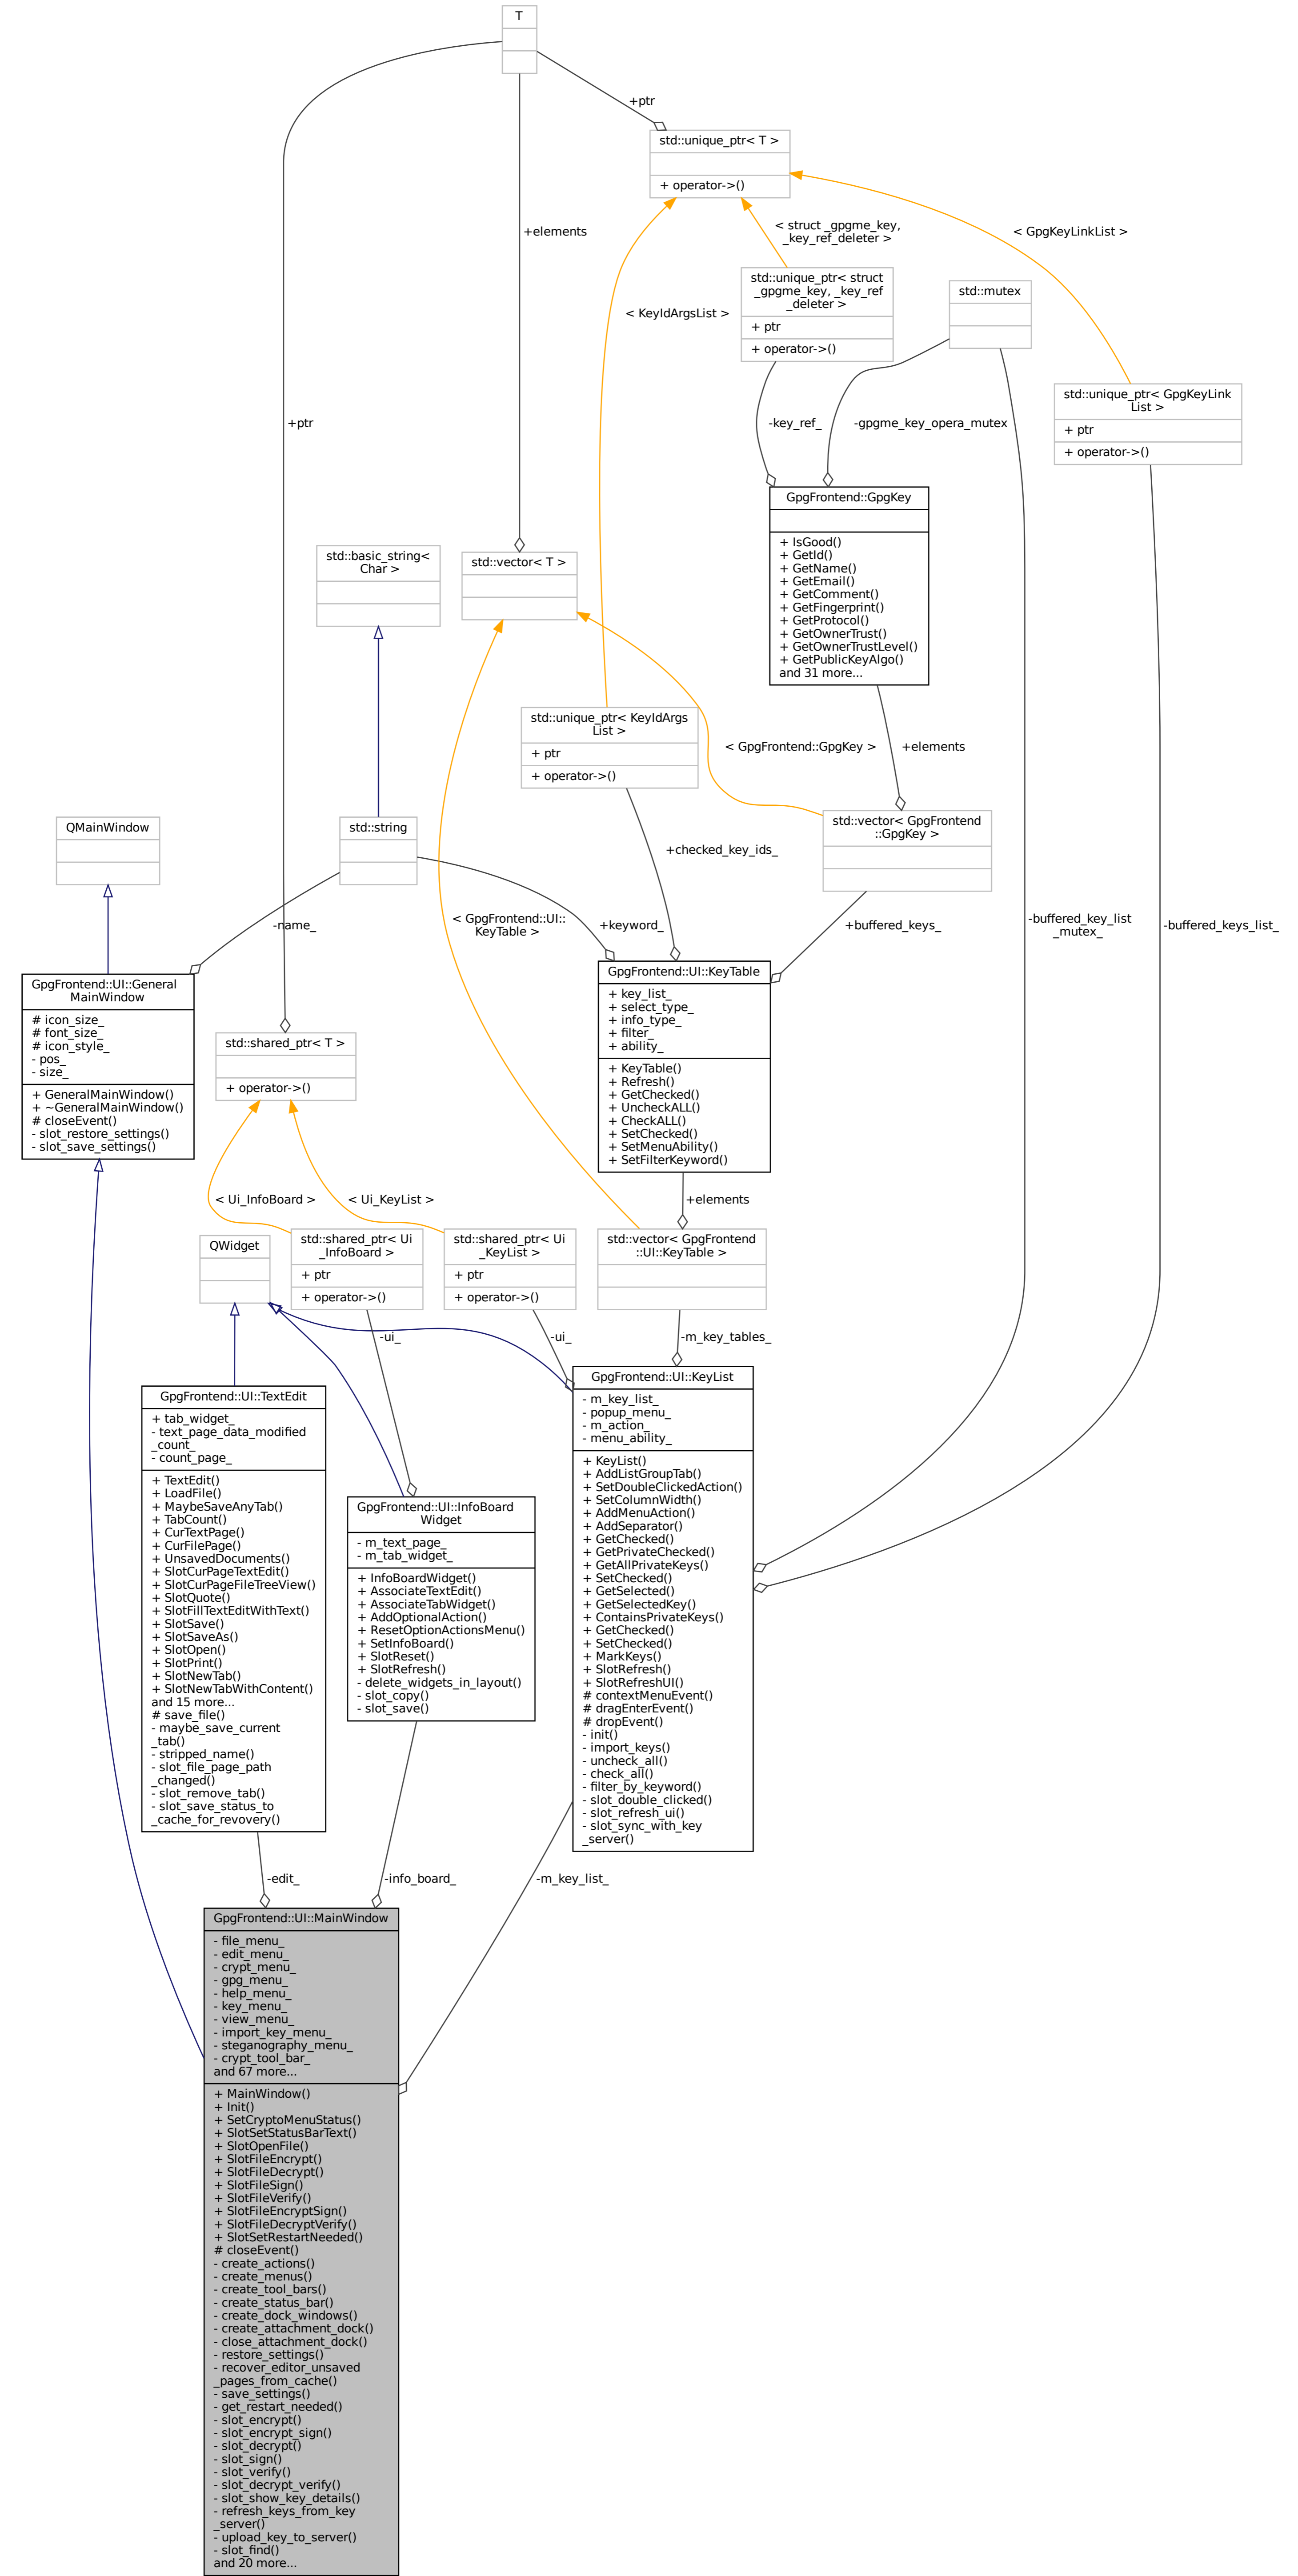 T
+ptr
std::unique_ptr< T >
+ operator->()
+elements
< struct _gpgme_key,
_key_ref_deleter >
< GpgKeyLinkList >
std::unique_ptr< struct
_gpgme_key, _key_ref
_deleter >
+ ptr
+ operator->()
std::mutex
< KeyIdArgsList >
std::unique_ptr< GpgKeyLink
List >
+ ptr
+ operator->()
+ptr
-key_ref_
-gpgme_key_opera_mutex
GpgFrontend::GpgKey
+ IsGood()
+ GetId()
+ GetName()
+ GetEmail()
+ GetComment()
+ GetFingerprint()
+ GetProtocol()
+ GetOwnerTrust()
+ GetOwnerTrustLevel()
+ GetPublicKeyAlgo()
and 31 more...
std::basic_string<
Char >
std::vector< T >
std::unique_ptr< KeyIdArgs
List >
+ ptr
+ operator->()
< GpgFrontend::GpgKey >
+elements
QMainWindow
std::string
std::vector< GpgFrontend
::GpgKey >
+checked_key_ids_
-name_
< GpgFrontend::UI::
KeyTable >
+keyword_
+buffered_keys_
-buffered_key_list
_mutex_
-buffered_keys_list_
GpgFrontend::UI::General
MainWindow
# icon_size_
# font_size_
# icon_style_
- pos_
- size_
+ GeneralMainWindow()
+ ~GeneralMainWindow()
# closeEvent()
- slot_restore_settings()
- slot_save_settings()
std::shared_ptr< T >
+ operator->()
GpgFrontend::UI::KeyTable
+ key_list_
+ select_type_
+ info_type_
+ filter_
+ ability_
+ KeyTable()
+ Refresh()
+ GetChecked()
+ UncheckALL()
+ CheckALL()
+ SetChecked()
+ SetMenuAbility()
+ SetFilterKeyword()
< Ui_InfoBoard >
< Ui_KeyList >
+elements
QWidget
std::shared_ptr< Ui
_InfoBoard >
+ ptr
+ operator->()
std::shared_ptr< Ui
_KeyList >
+ ptr
+ operator->()
std::vector< GpgFrontend
::UI::KeyTable >
-ui_
-ui_
-m_key_tables_
GpgFrontend::UI::TextEdit
+ tab_widget_
- text_page_data_modified
_count_
- count_page_
+ TextEdit()
+ LoadFile()
+ MaybeSaveAnyTab()
+ TabCount()
+ CurTextPage()
+ CurFilePage()
+ UnsavedDocuments()
+ SlotCurPageTextEdit()
+ SlotCurPageFileTreeView()
+ SlotQuote()
+ SlotFillTextEditWithText()
+ SlotSave()
+ SlotSaveAs()
+ SlotOpen()
+ SlotPrint()
+ SlotNewTab()
+ SlotNewTabWithContent()
and 15 more...
# save_file()
- maybe_save_current
_tab()
- stripped_name()
- slot_file_page_path
_changed()
- slot_remove_tab()
- slot_save_status_to
_cache_for_revovery()
GpgFrontend::UI::InfoBoard
Widget
- m_text_page_
- m_tab_widget_
+ InfoBoardWidget()
+ AssociateTextEdit()
+ AssociateTabWidget()
+ AddOptionalAction()
+ ResetOptionActionsMenu()
+ SetInfoBoard()
+ SlotReset()
+ SlotRefresh()
- delete_widgets_in_layout()
- slot_copy()
- slot_save()
GpgFrontend::UI::KeyList
- m_key_list_
- popup_menu_
- m_action_
- menu_ability_
+ KeyList()
+ AddListGroupTab()
+ SetDoubleClickedAction()
+ SetColumnWidth()
+ AddMenuAction()
+ AddSeparator()
+ GetChecked()
+ GetPrivateChecked()
+ GetAllPrivateKeys()
+ SetChecked()
+ GetSelected()
+ GetSelectedKey()
+ ContainsPrivateKeys()
+ GetChecked()
+ SetChecked()
+ MarkKeys()
+ SlotRefresh()
+ SlotRefreshUI()
# contextMenuEvent()
# dragEnterEvent()
# dropEvent()
- init()
- import_keys()
- uncheck_all()
- check_all()
- filter_by_keyword()
- slot_double_clicked()
- slot_refresh_ui()
- slot_sync_with_key
_server()
-edit_
-info_board_
-m_key_list_
GpgFrontend::UI::MainWindow
- file_menu_
- edit_menu_
- crypt_menu_
- gpg_menu_
- help_menu_
- key_menu_
- view_menu_
- import_key_menu_
- steganography_menu_
- crypt_tool_bar_
and 67 more...
+ MainWindow()
+ Init()
+ SetCryptoMenuStatus()
+ SlotSetStatusBarText()
+ SlotOpenFile()
+ SlotFileEncrypt()
+ SlotFileDecrypt()
+ SlotFileSign()
+ SlotFileVerify()
+ SlotFileEncryptSign()
+ SlotFileDecryptVerify()
+ SlotSetRestartNeeded()
# closeEvent()
- create_actions()
- create_menus()
- create_tool_bars()
- create_status_bar()
- create_dock_windows()
- create_attachment_dock()
- close_attachment_dock()
- restore_settings()
- recover_editor_unsaved
_pages_from_cache()
- save_settings()
- get_restart_needed()
- slot_encrypt()
- slot_encrypt_sign()
- slot_decrypt()
- slot_sign()
- slot_verify()
- slot_decrypt_verify()
- slot_show_key_details()
- refresh_keys_from_key
_server()
- upload_key_to_server()
- slot_find()
and 20 more...